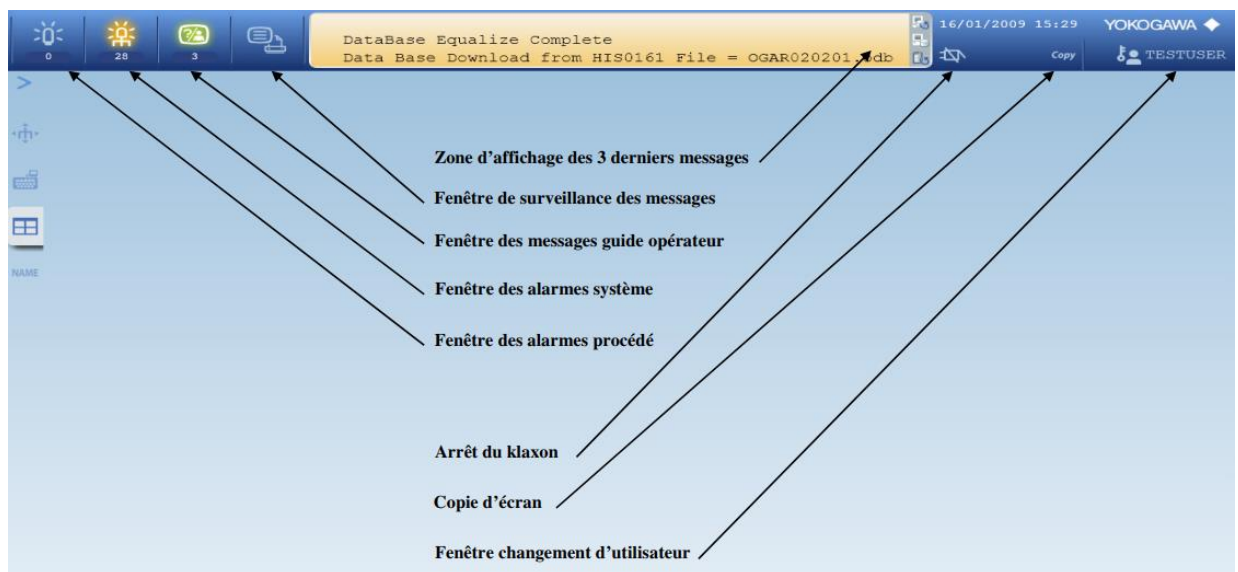 0
28
3
DataBase Equalize Complete
Data Base Download from HIS0161 File = OGAR020201.edb
16/01/2009 15:29
YOKOGAWA
Copy
TESTUSER
>
NAME
Zone d’affichage des 3 derniers messages
Fenêtre de surveillance des messages
Fenêtre des messages guide opérateur
Fenêtre des alarmes système
Fenêtre des alarmes procédé
Arrêt du klaxon
Copie d’écran
Fenêtre changement d’utilisateur